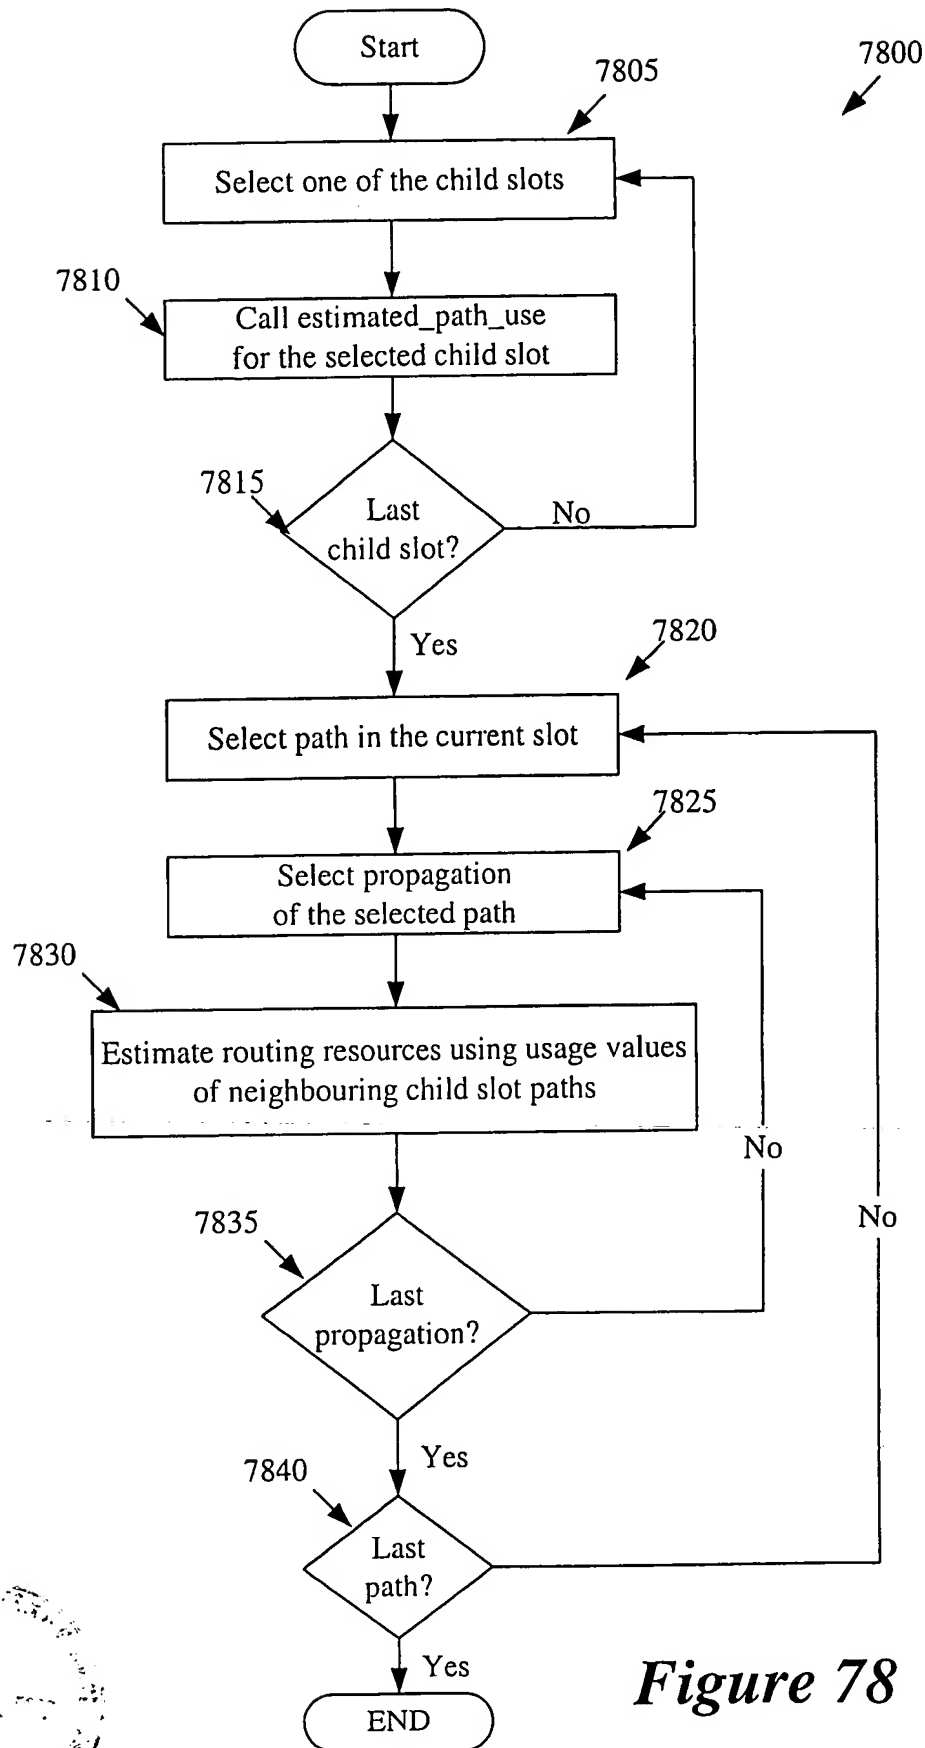 Start
7800
7805
Select one of the child slots
7810
Call estimated_path_use
for the selected child slot
7815
Last
child slot?
No
Yes
7820
Select path in the current slot
7825
Select propagation
of the selected path
7830
Estimate routing resources using usage values
of neighbouring child slot paths
No
No
7835
Last
propagation?
Yes
7840
Last
path?
Yes
END
Figure 78